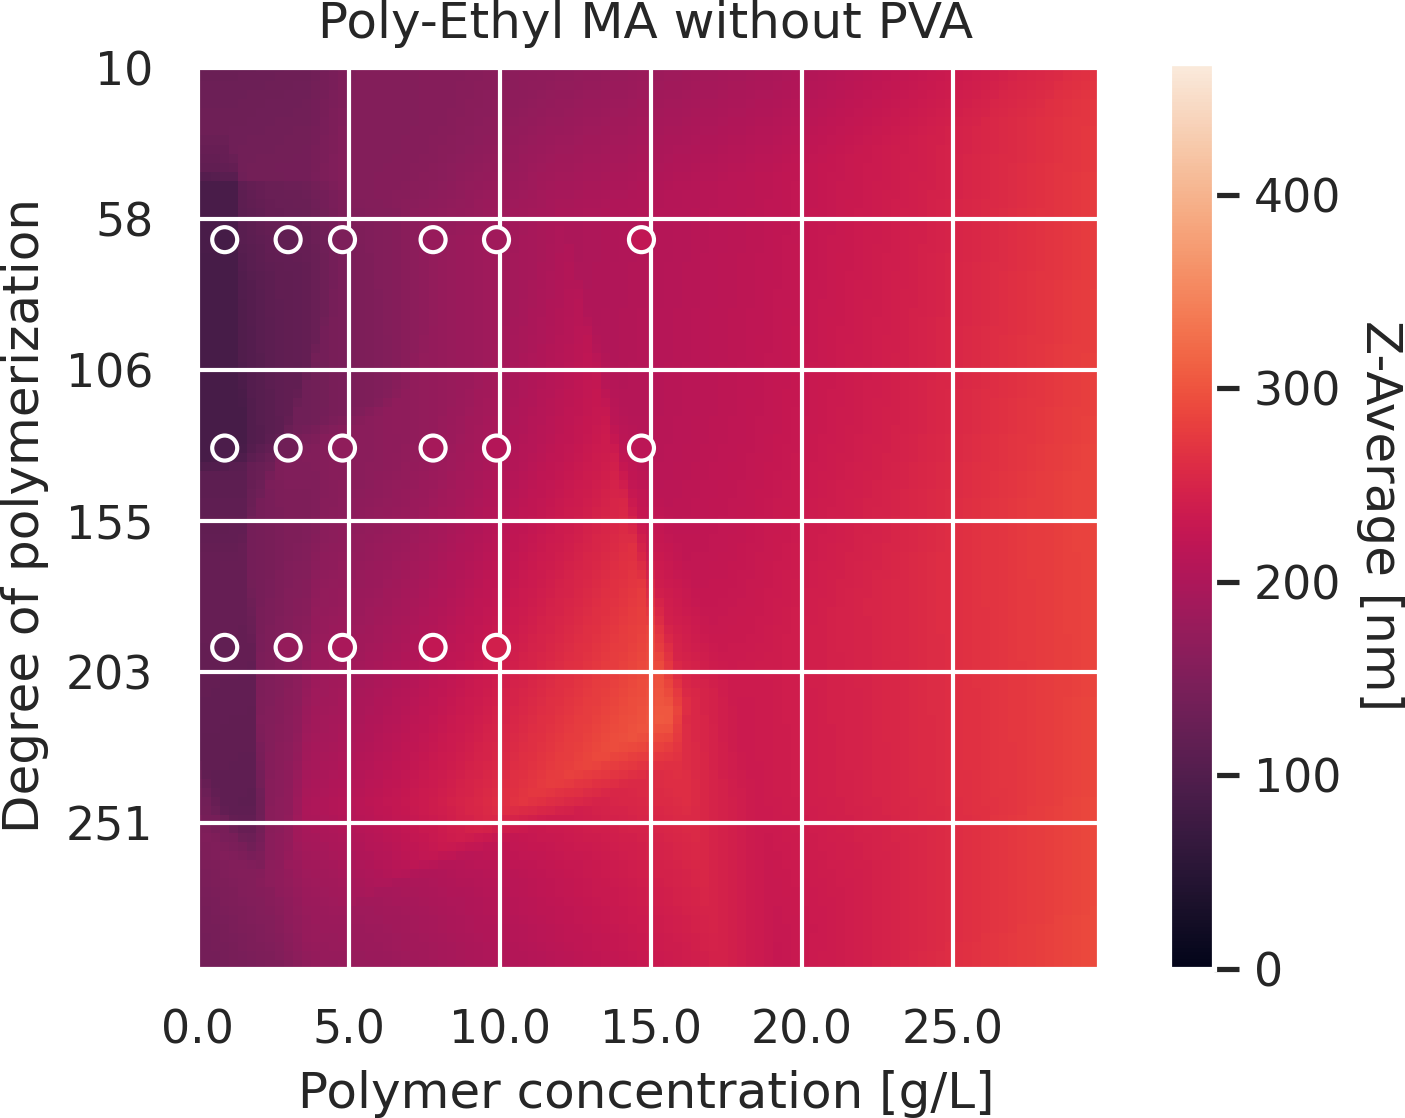 Poly-Ethyl MA without PVA
Degree of polymerization
10
58
106
155
203
251
0.0 5.0 10.0 15.0 20.0 25.0
Polymer concentration [g/L]
400
300
200
100
0
Z-Average [nm]